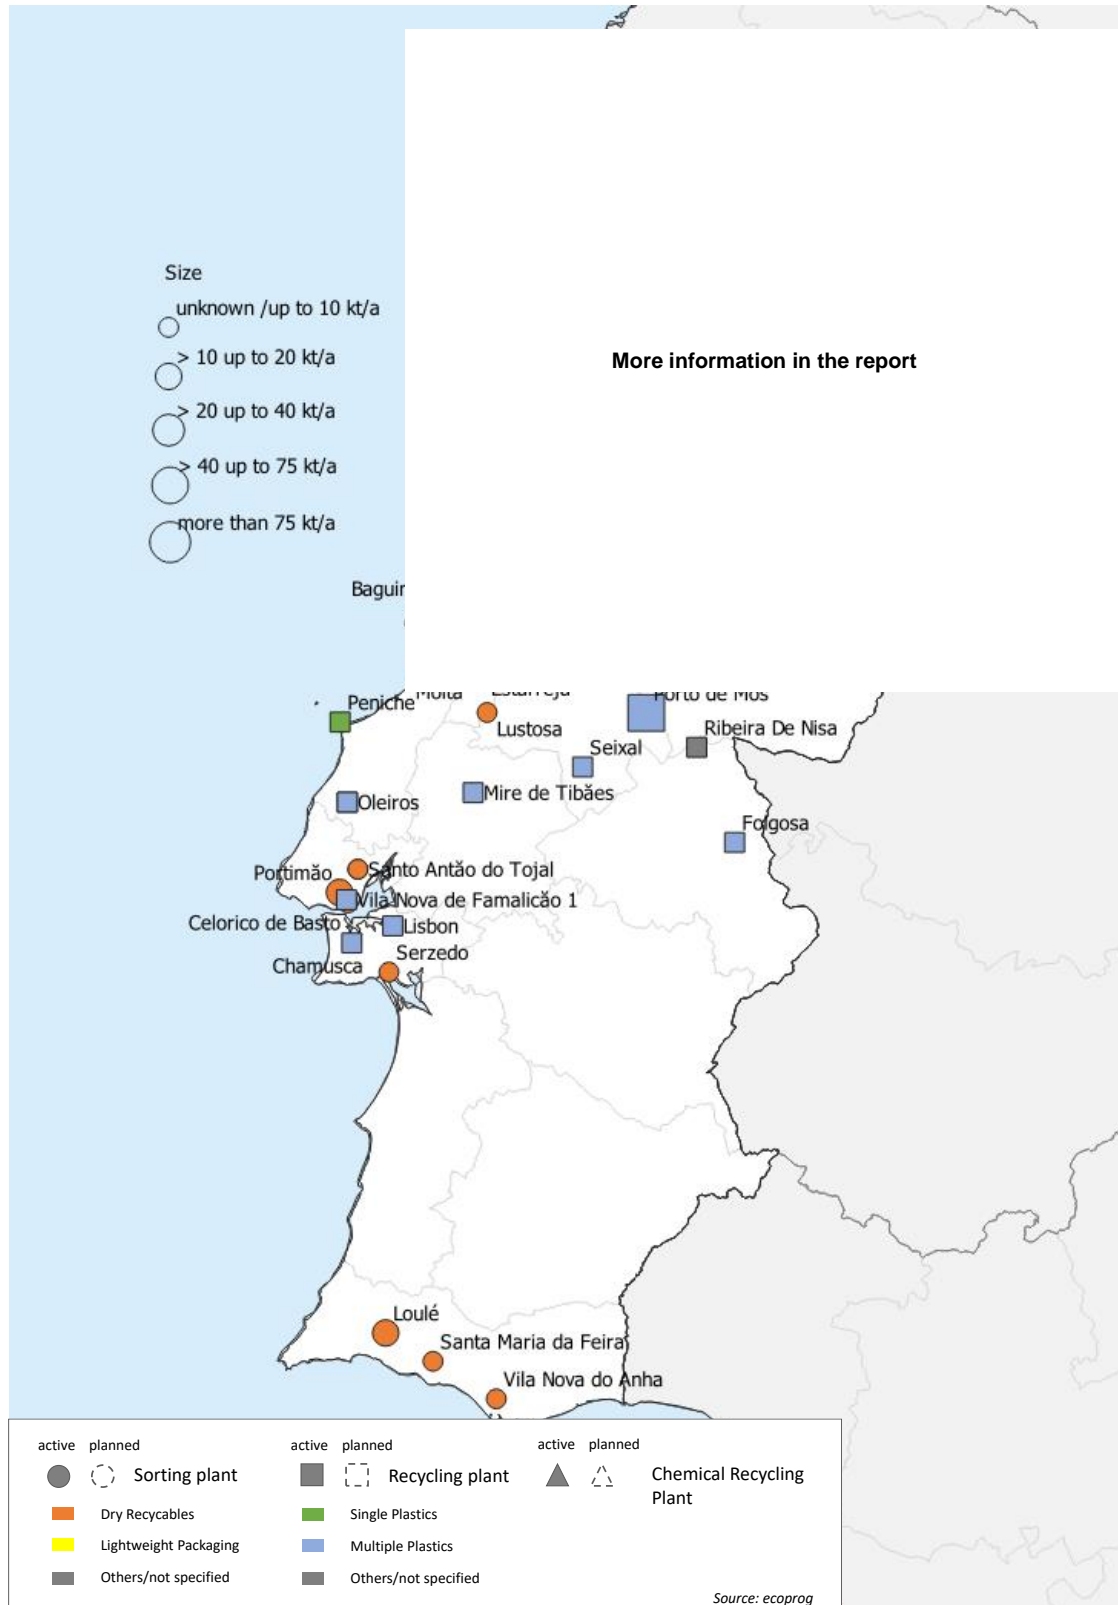 Size
unknown /up to 10 kt/a
> 10 up to 20 kt/a
More information in the report
> 20 up to 40 kt/a
> 40 up to 75 kt/a
more than 75 kt/a
Peniche
Porto de Mos
Lustosa
Ribeira De Nisa
Seixal
Mire de Tibães
Oleiros
Folgosa
Santo Antão do Tojal
Portimão
Vila Nova de Famalicão 1
Celorico de Basto
Lisbon
Serzedo
Chamusca
Loulé
Santa Maria da Feira
Vila Nova do Anha
active planned
Sorting plant
Dry Recycables
Lightweight Packaging
Others/not specified
active planned
Recycling plant
Single Plastics
Multiple Plastics
Others/not specified
active planned
Chemical Recycling
Plant
Source: ecoprog